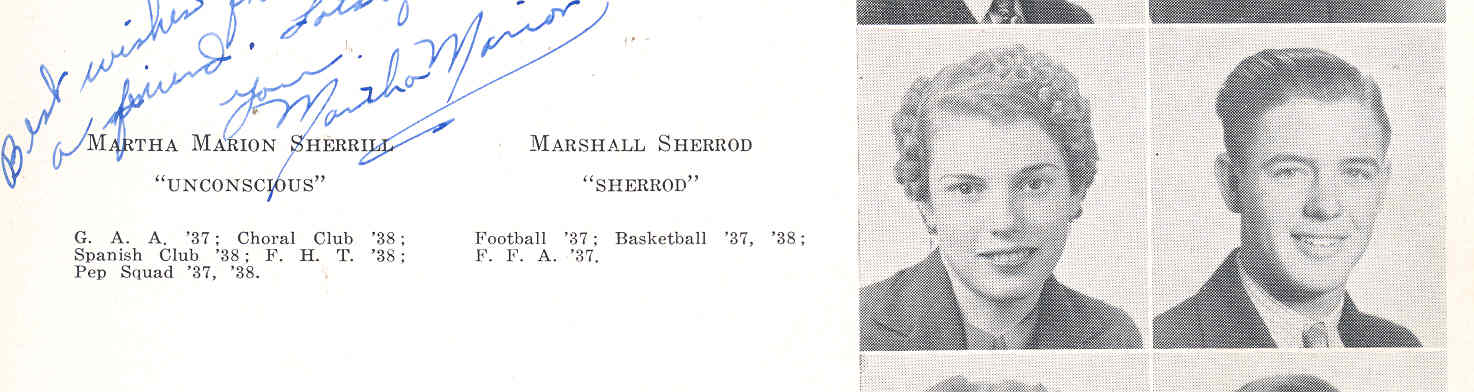 Best wishes
a friend. Lots
your.
Martha Marion
MARTHA MARION SHERRILL
"UNCONSCIOUS"
G. A. A. '37; Choral Club '38;
Spanish Club '38; F. H. T. '38;
Pep Squad '37, '38.
MARSHALL SHERROD
"SHERROD"
Football '37; Basketball '37, '38;
F. F. A. '37.